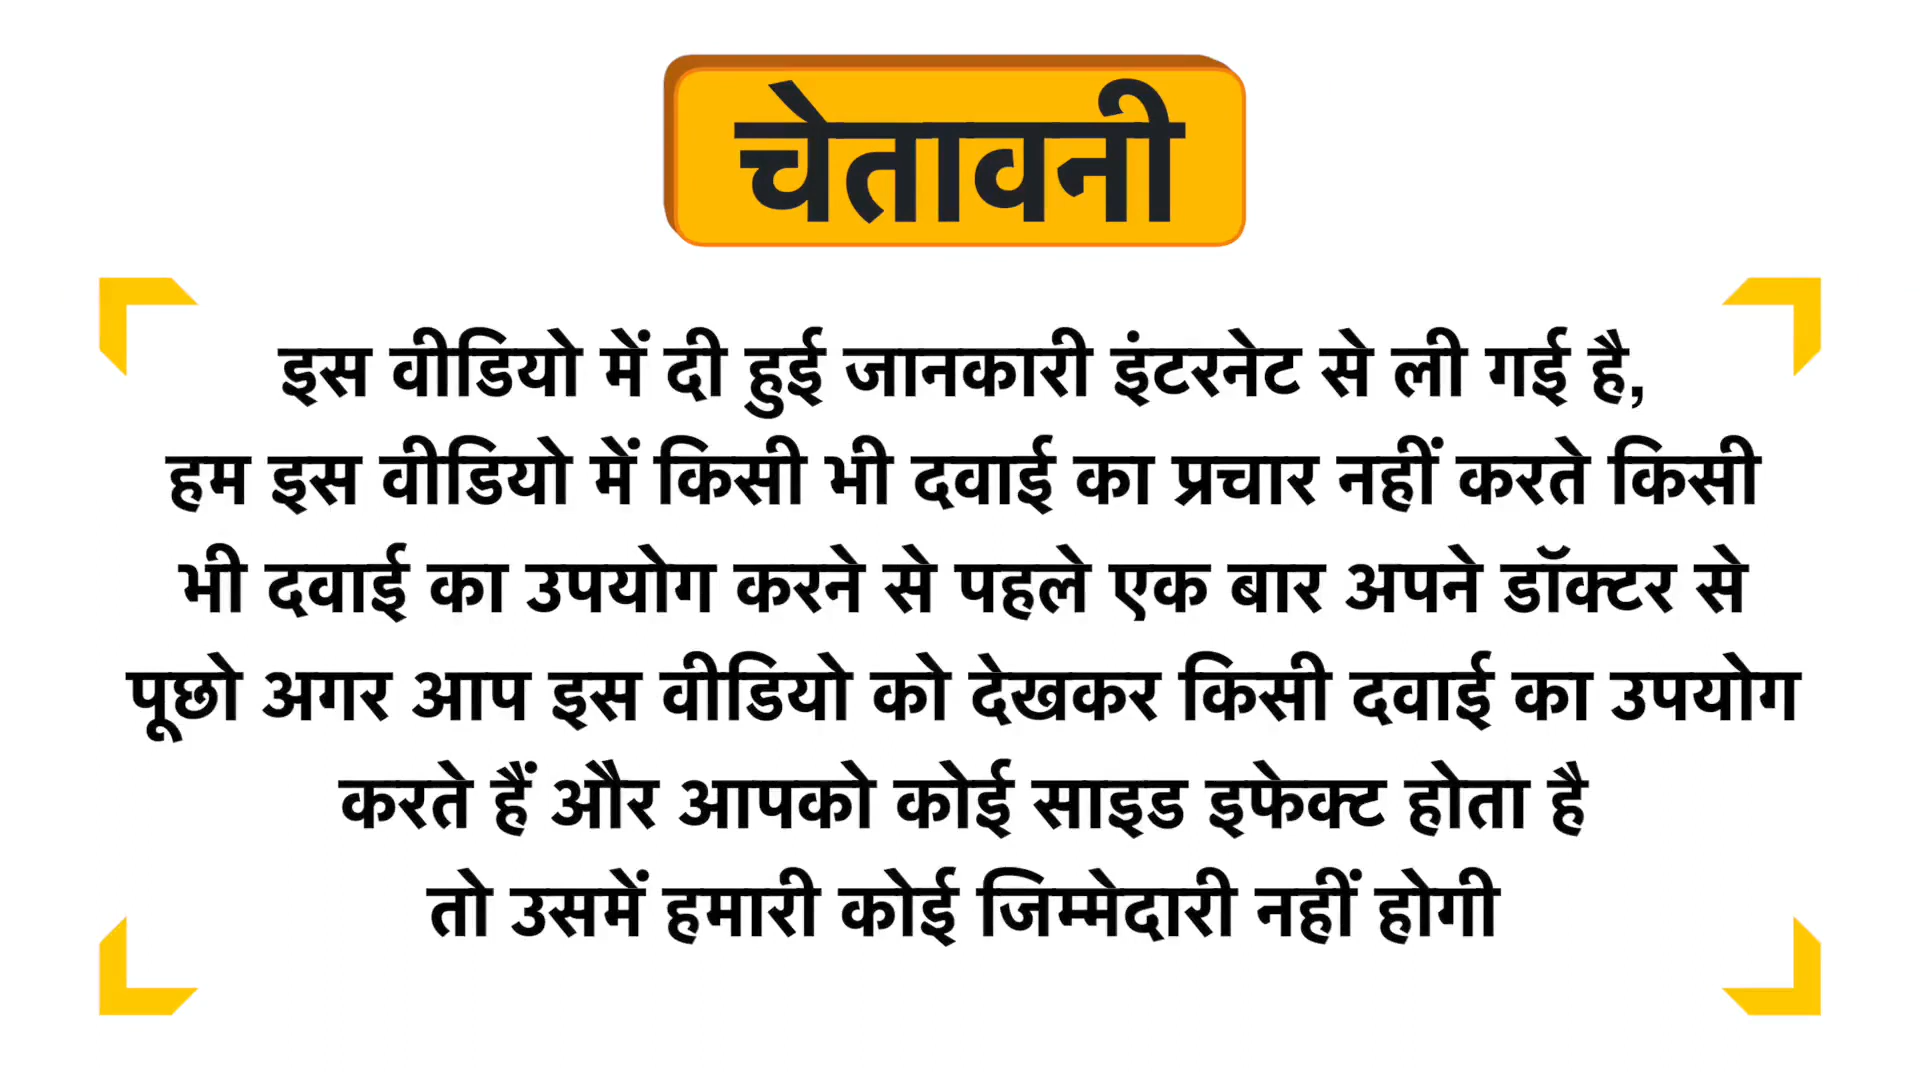 चेतावनी
इस वीडियो में दी हुई जानकारी इंटरनेट से ली गई है,
हम इस वीडियो में किसी भी दवाई का प्रचार नहीं करते किसी
भी दवाई का उपयोग करने से पहले एक बार अपने डॉक्टर से
पूछो अगर आप इस वीडियो को देखकर किसी दवाई का उपयोग
करते हैं और आपको कोई साइड इफेक्ट होता है
तो उसमें हमारी कोई जिम्मेदारी नहीं होगी